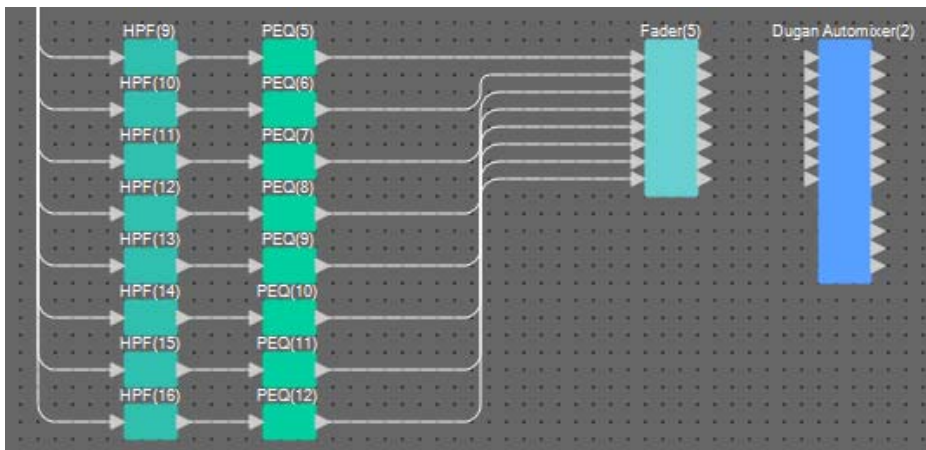 HPF(9) PEQ(5) Fader(5) Dugan Automixer(2)
HPF(10) PEQ(6)
HPF(11) PEQ(7)
HPF(12) PEQ(8)
HPF(13) PEQ(9)
HPF(14) PEQ(10)
HPF(15) PEQ(11)
HPF(16) PEQ(12)